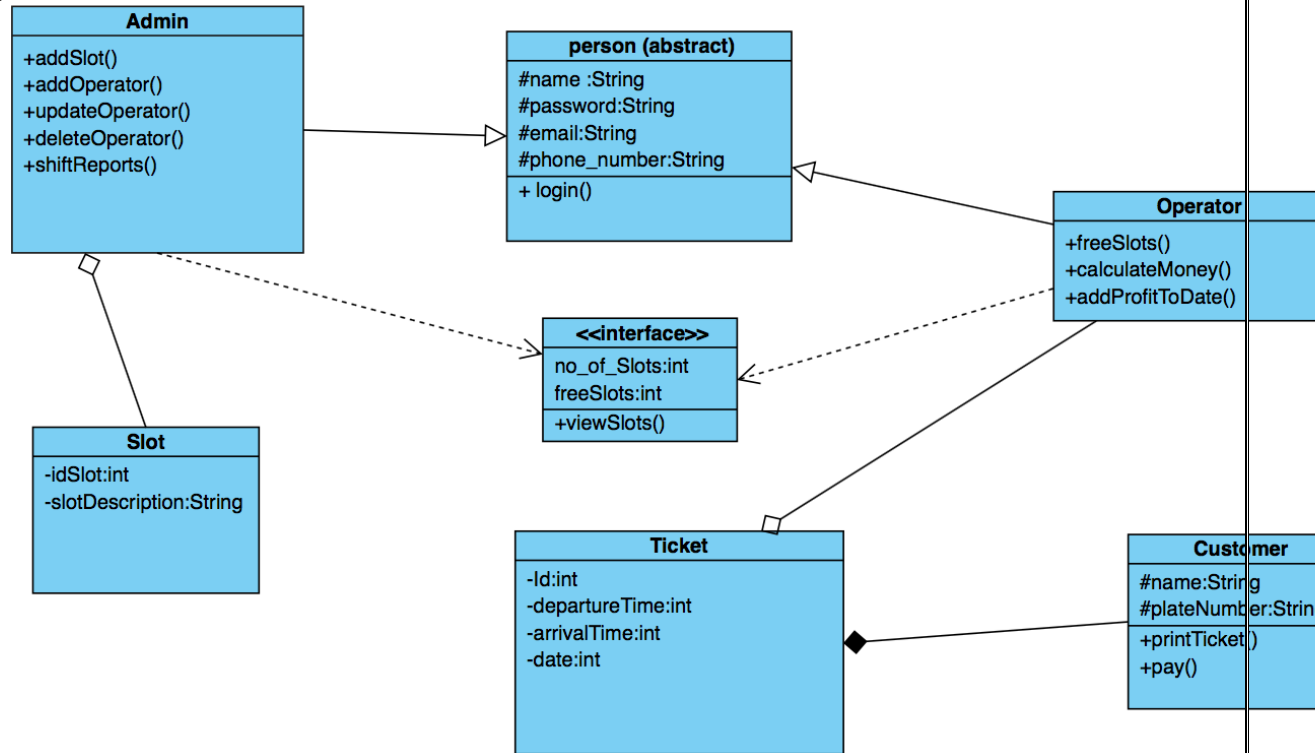 Admin
+addSlot()
+addOperator()
+updateOperator()
+deleteOperator()
+shiftReports()
person (abstract)
#name :String
#password:String
#email:String
#phone_number:String
+ login()
Operator
+freeSlots()
+calculateMoney()
+addProfitToDate()
<<interface>>
no_of_Slots:int
freeSlots:int
+viewSlots()
Slot
-idSlot:int
-slotDescription:String
Ticket
-Id:int
-departureTime:int
-arrivalTime:int
-date:int
Customer
#name:String
#plateNumber:Strin
+printTicket()
+pay()